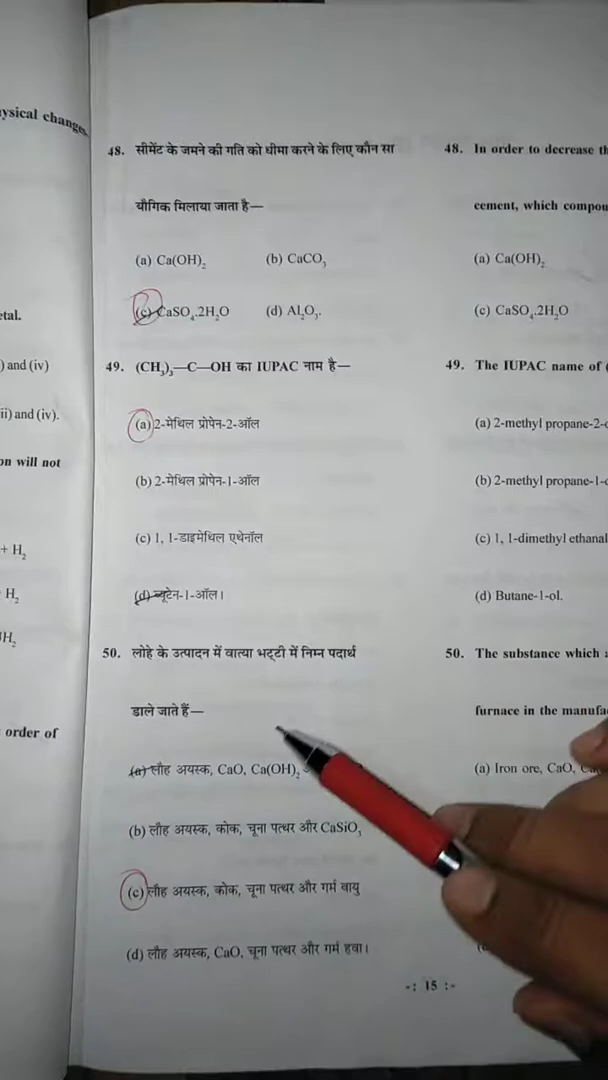 ysical changes.
etal.
) and (iv)
ii) and (iv).
on will not
+ H₂
H₂
H₂
order of
48. सीमेंट के जमने की गति को धीमा करने के लिए कौन सा
यौगिक मिलाया जाता है—
(a) Ca(OH)₂ (b) CaCO₃
(c) CaSO₄.2H₂O (d) Al₂O₃.
49. (CH₃)₃—C—OH का IUPAC नाम है—
(a) 2-मेथिल प्रोपेन-2-ऑल
(b) 2-मेथिल प्रोपेन-1-ऑल
(c) 1, 1-डाइमेथिल एथेनॉल
(d) ब्यूटेन-1-ऑल।
50. लोहे के उत्पादन में वात्या भट्टी में निम्न पदार्थ
डाले जाते हैं—
(a) लौह अयस्क, CaO, Ca(OH)₂
(b) लौह अयस्क, कोक, चूना पत्थर और CaSiO₃
(c) लौह अयस्क, कोक, चूना पत्थर और गर्म वायु
(d) लौह अयस्क, CaO, चूना पत्थर और गर्म हवा।
-: 15 :-
48. In order to decrease th
cement, which compou
(a) Ca(OH)₂
(c) CaSO₄.2H₂O
49. The IUPAC name of (
(a) 2-methyl propane-2-o
(b) 2-methyl propane-1-o
(c) 1, 1-dimethyl ethanal
(d) Butane-1-ol.
50. The substance which a
furnace in the manufa
(a) Iron ore, CaO,